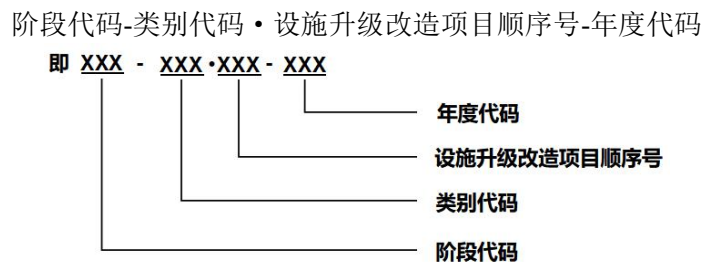 阶段代码-类别代码•设施升级改造项目顺序号-年度代码
即 XXX - XXX·XXX - XXX
年度代码
设施升级改造项目顺序号
类别代码
阶段代码